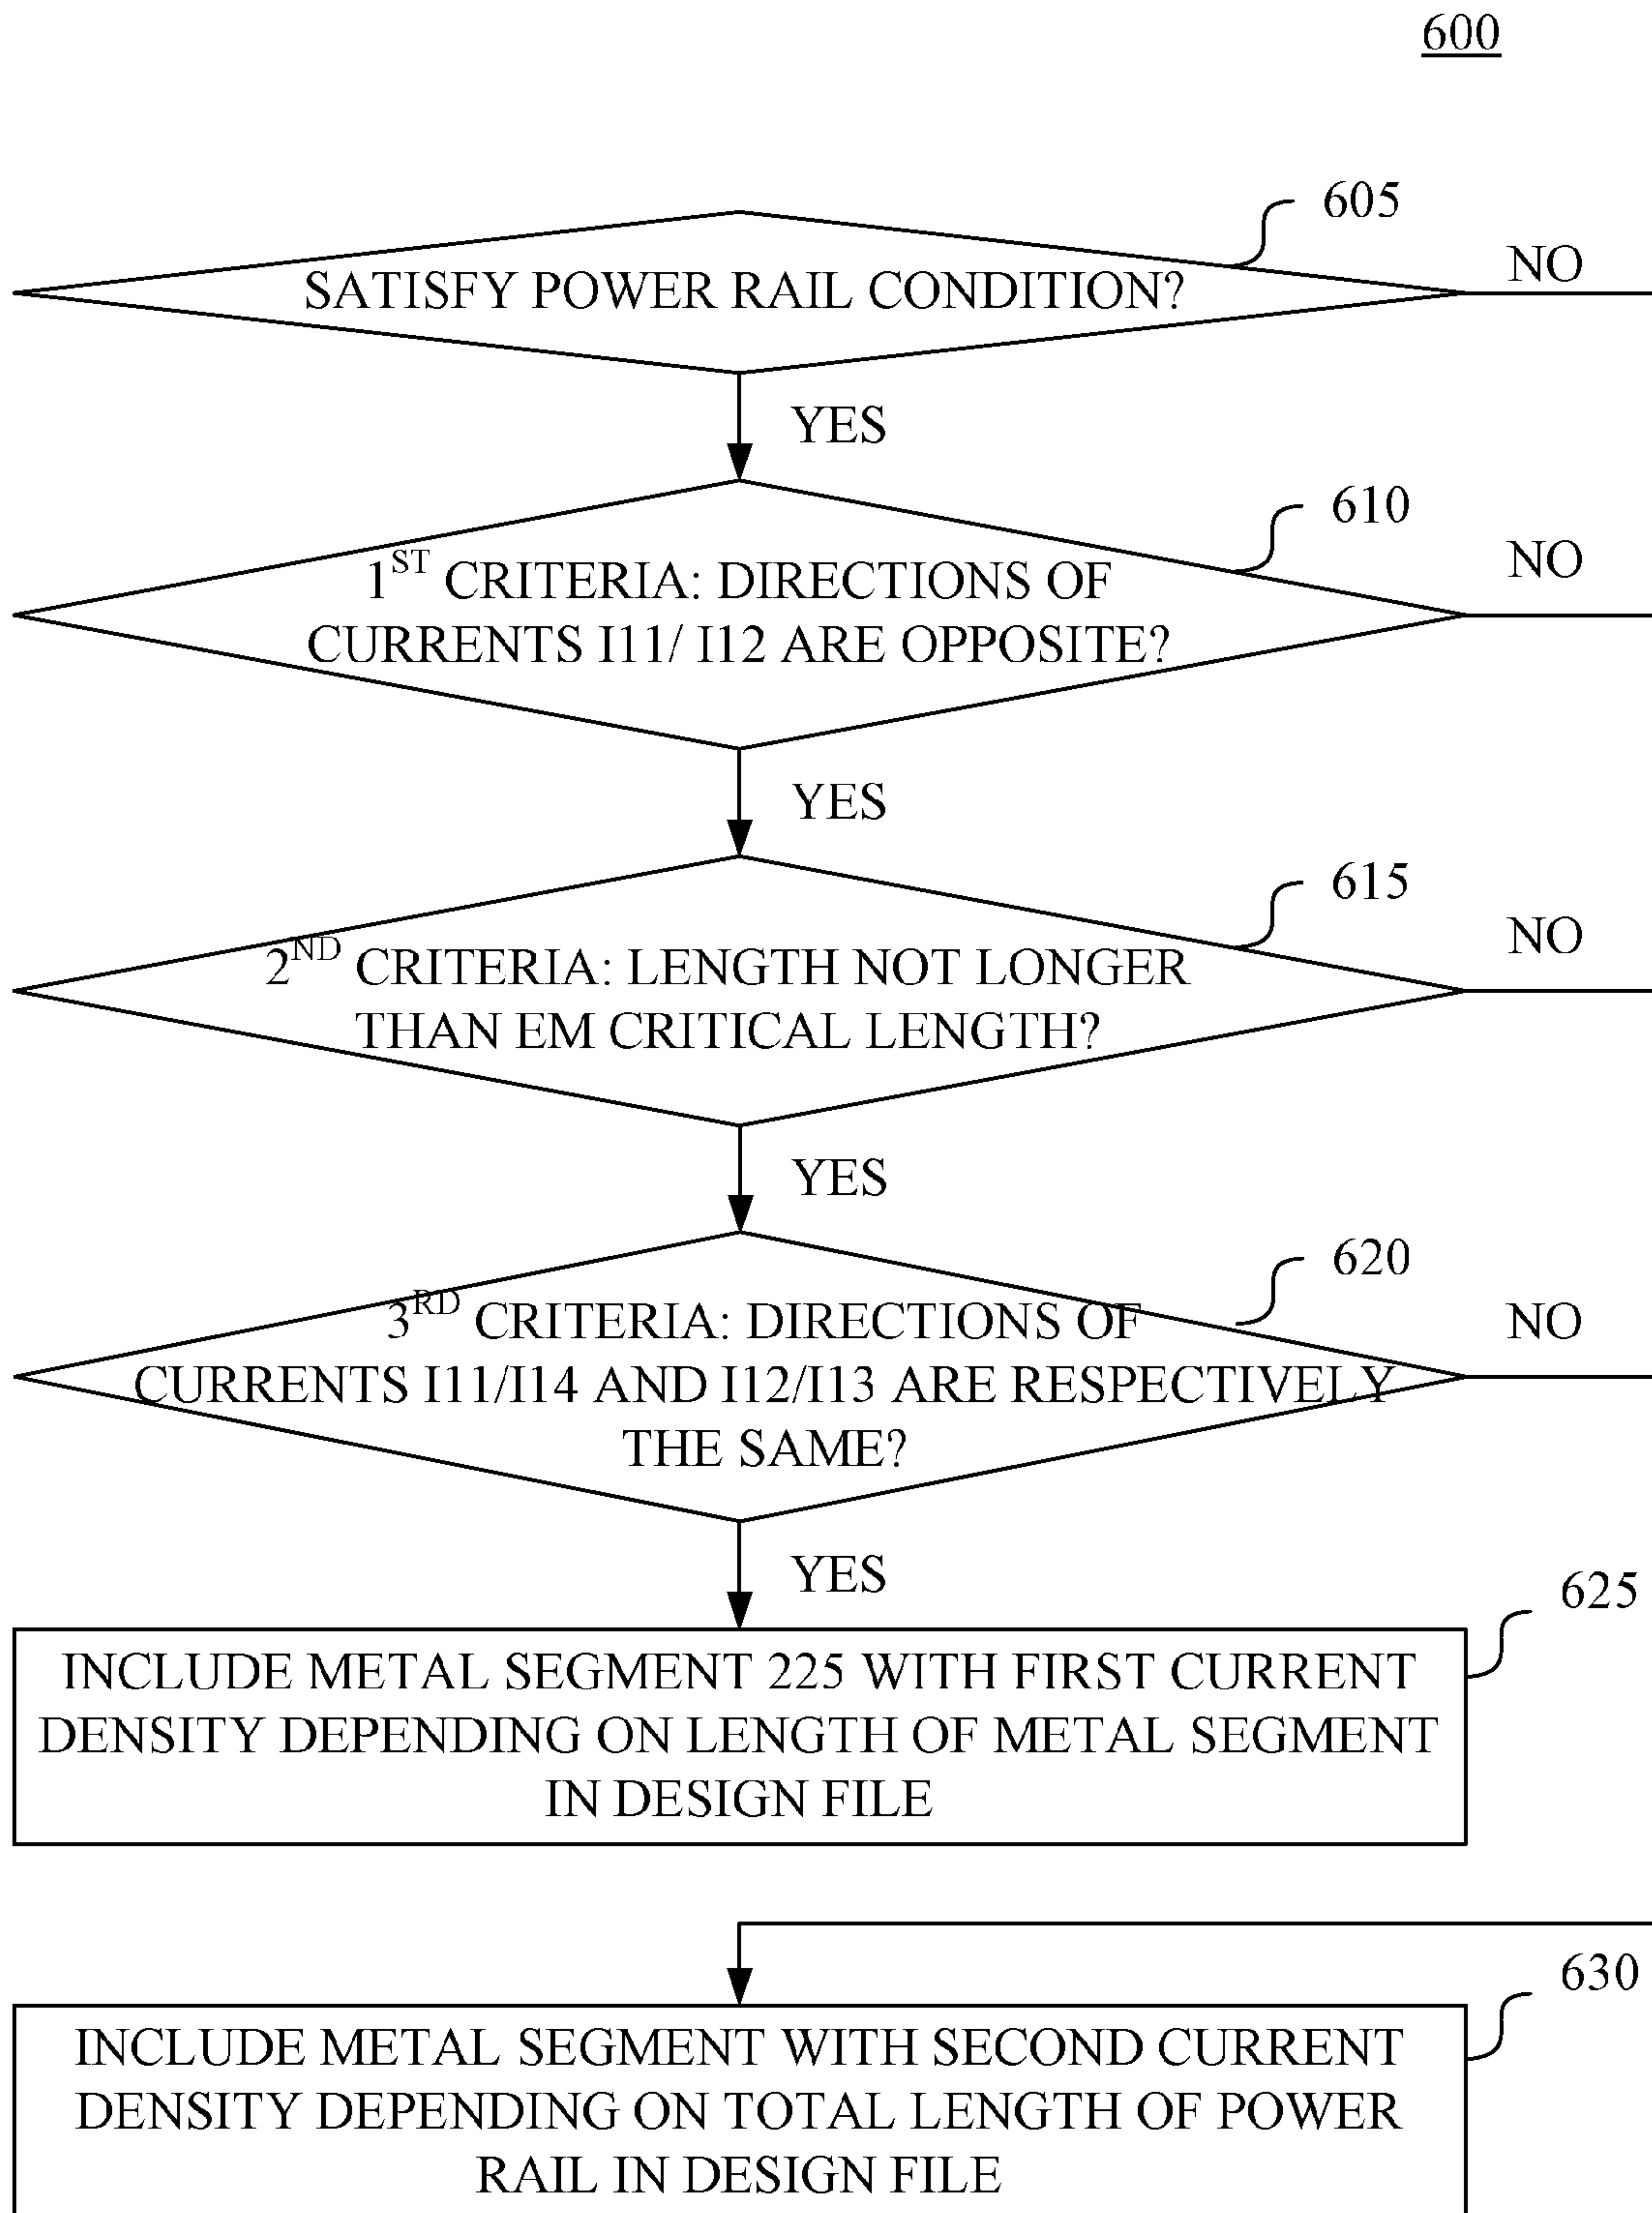 600
605
SATISFY POWER RAIL CONDITION?
NO
YES
610
1ST CRITERIA: DIRECTIONS OF
CURRENTS I11/ I12 ARE OPPOSITE?
NO
YES
615
2ND CRITERIA: LENGTH NOT LONGER
THAN EM CRITICAL LENGTH?
NO
YES
620
3RD CRITERIA: DIRECTIONS OF
CURRENTS I11/I14 AND I12/I13 ARE RESPECTIVELY
THE SAME?
NO
YES
625
INCLUDE METAL SEGMENT 225 WITH FIRST CURRENT
DENSITY DEPENDING ON LENGTH OF METAL SEGMENT
IN DESIGN FILE
630
INCLUDE METAL SEGMENT WITH SECOND CURRENT
DENSITY DEPENDING ON TOTAL LENGTH OF POWER
RAIL IN DESIGN FILE